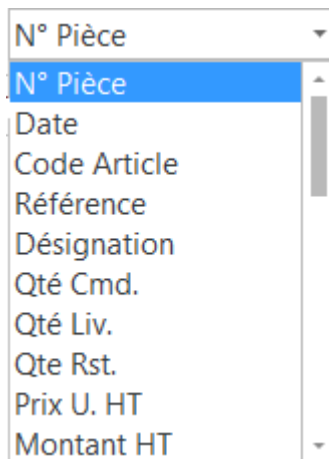 N° Pièce
N° Pièce
Date
Code Article
Référence
Désignation
Qté Cmd.
Qté Liv.
Qte Rst.
Prix U. HT
Montant HT